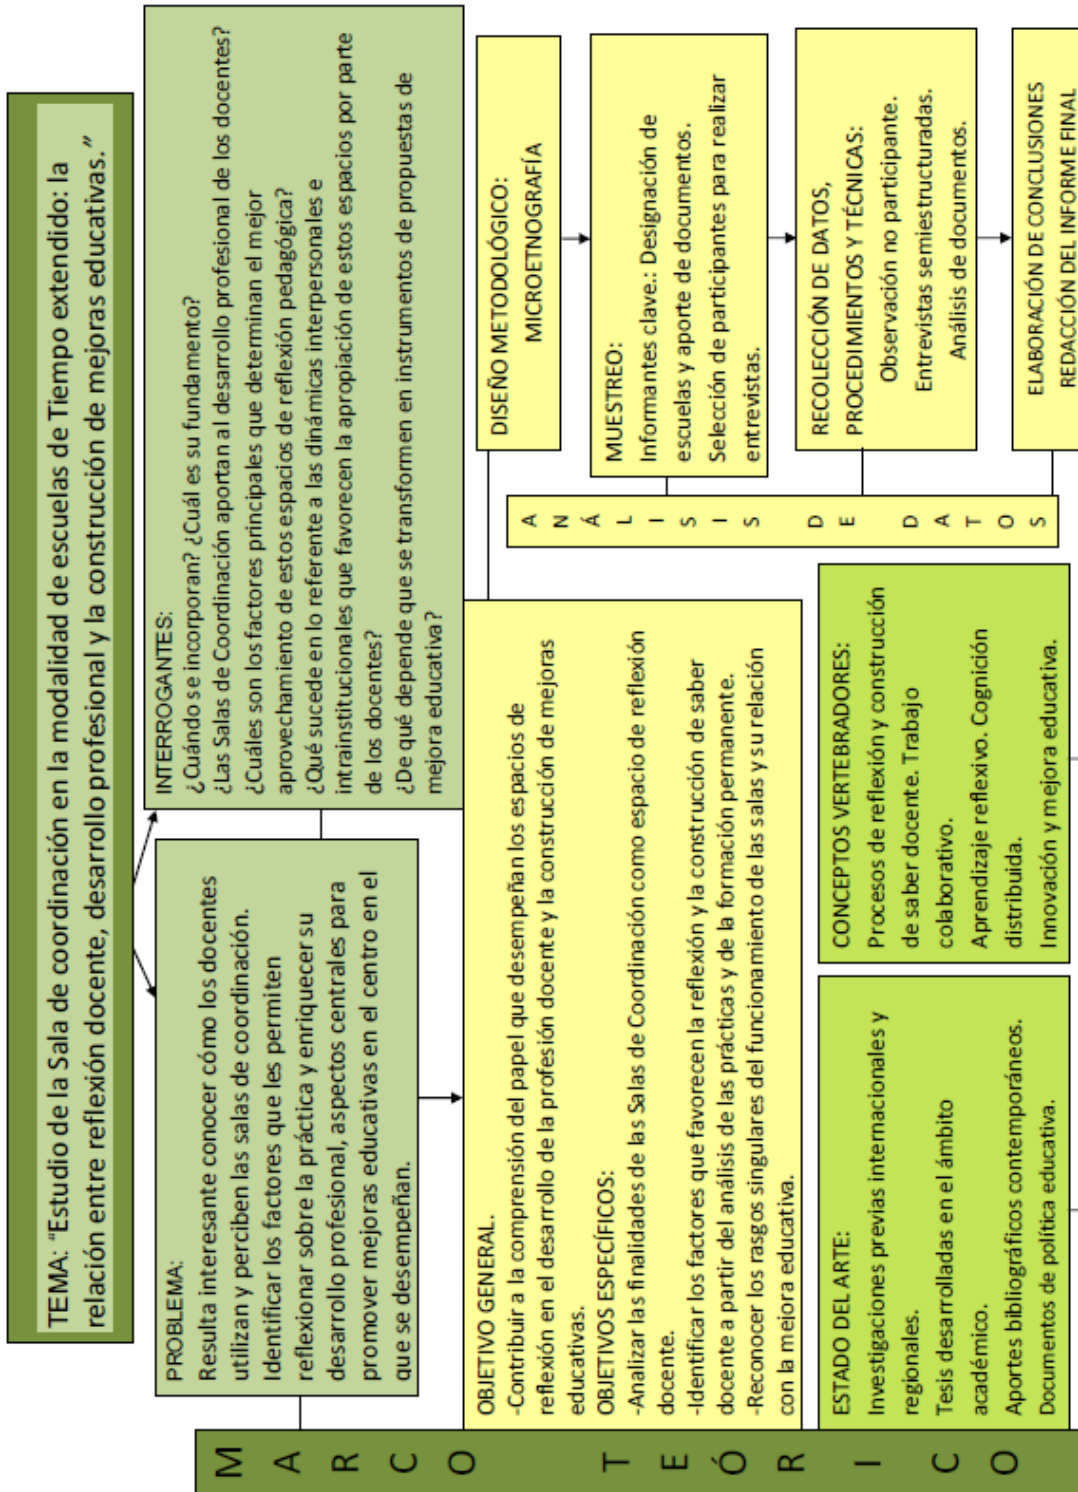 TEMA: "Estudio de la Sala de coordinación en la modalidad de escuelas de Tiempo extendido: la
relación entre reflexión docente, desarrollo profesional y la construcción de mejoras educativas."
PROBLEMA:
Resulta interesante conocer cómo los docentes
utilizan y perciben las salas de coordinación.
Identificar los factores que les permiten
reflexionar sobre la práctica y enriquecer su
desarrollo profesional, aspectos centrales para
promover mejoras educativas en el centro en el
que se desempeñan.
INTERROGANTES:
¿Cuándo se incorporan? ¿Cuál es su fundamento?
¿Las Salas de Coordinación aportan al desarrollo profesional de los docentes?
¿Cuáles son los factores principales que determinan el mejor
aprovechamiento de estos espacios de reflexión pedagógica?
¿Qué sucede en lo referente a las dinámicas interpersonales e
intrainstitucionales que favorecen la apropiación de estos espacios por parte
de los docentes?
¿De qué depende que se transformen en instrumentos de propuestas de
mejora educativa?
MARCO TEÓRICO
OBJETIVO GENERAL.
-Contribuir a la comprensión del papel que desempeñan los espacios de
reflexión en el desarrollo de la profesión docente y la construcción de mejoras
educativas.
OBJETIVOS ESPECÍFICOS:
-Analizar las finalidades de las Salas de Coordinación como espacio de reflexión
docente.
-Identificar los factores que favorecen la reflexión y la construcción de saber
docente a partir del análisis de las prácticas y de la formación permanente.
-Reconocer los rasgos singulares del funcionamiento de las salas y su relación
con la mejora educativa.
DISEÑO METODOLÓGICO:
MICROETNOGRAFÍA
MUESTREO:
Informantes clave.: Designación de
escuelas y aporte de documentos.
Selección de participantes para realizar
entrevistas.
RECOLECCIÓN DE DATOS,
PROCEDIMIENTOS Y TÉCNICAS:
Observación no participante.
Entrevistas semiestructuradas.
Análisis de documentos.
ELABORACIÓN DE CONCLUSIONES
REDACCIÓN DEL INFORME FINAL
ANÁLISIS DE DATOS
ESTADO DEL ARTE:
Investigaciones previas internacionales y
regionales.
Tesis desarrolladas en el ámbito
académico.
Aportes bibliográficos contemporáneos.
Documentos de política educativa.
CONCEPTOS VERTEBRADORES:
Procesos de reflexión y construcción
de saber docente. Trabajo
colaborativo.
Aprendizaje reflexivo. Cognición
distribuida.
Innovación y mejora educativa.